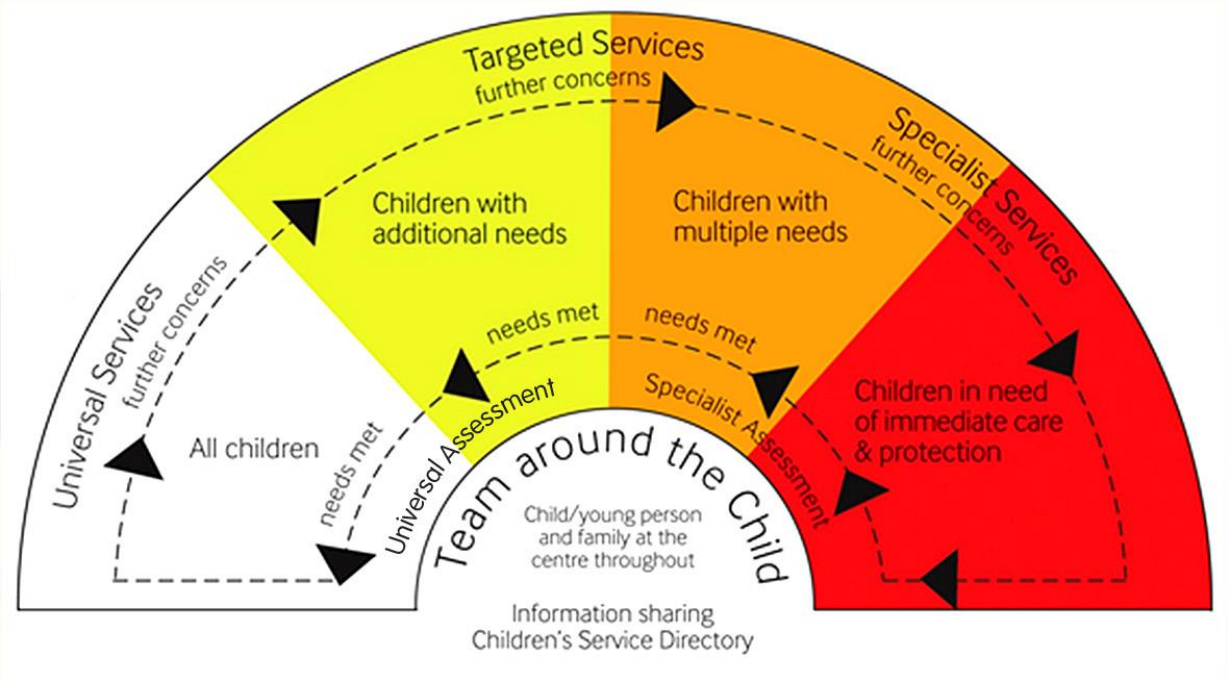 Targeted Services
further concerns
Specialist Services
further concerns
Universal Services
further concerns
Children with
additional needs
Children with
multiple needs
needs met
needs met
Universal Assessment
Specialist Assessment
All children
needs met
Children in need
of immediate care
& protection
Team around the Child
Child/young person
and family at the
centre throughout
Information sharing
Children's Service Directory